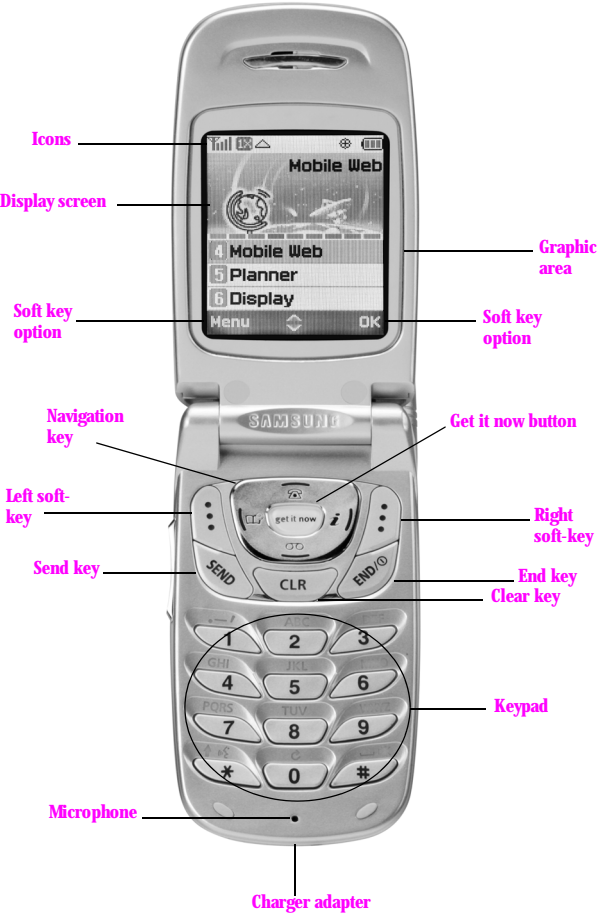 Icons
1X
Mobile Web
Display screen
4 Mobile Web
Graphic
area
5 Planner
6 Display
Soft key
option
Menu
OK
Soft key
option
SAMSUNG
Navigation
key
Get it now button
Left soft-
key
get it now
i
Right
soft-key
Send key
SEND
CLR
END/
End key
Clear key
ABC
1
2
3
GHI
JKL
4
5
6
PQRS
TUV
7
8
9
Keypad
*
0
#
Microphone
Charger adapter